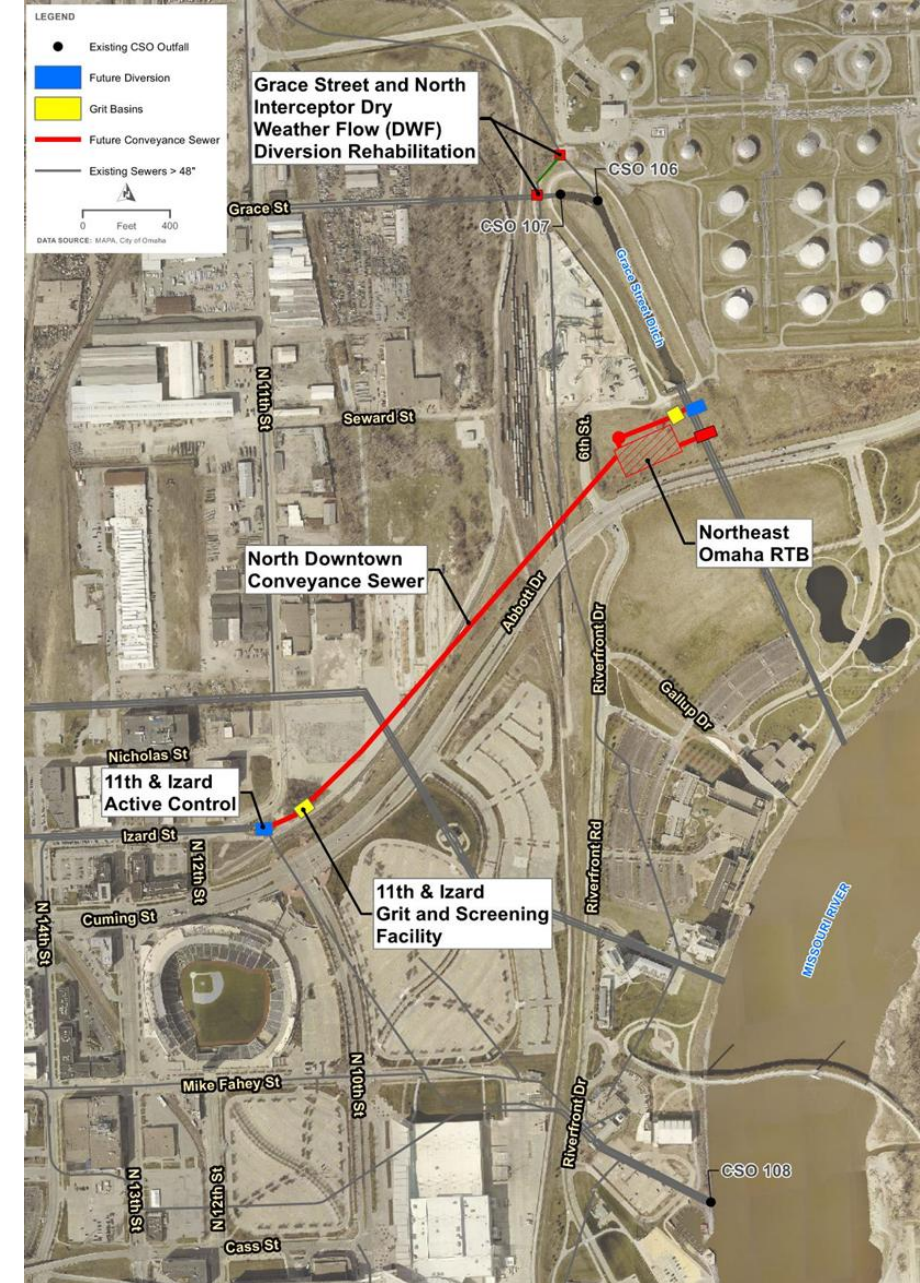 LEGEND
Existing CSO Outfall
Future Diversion
Grit Basins
Future Conveyance Sewer
Existing Sewers > 48"
0 Feet 400
DATA SOURCE: MAPA, City of Omaha
Grace Street and North
Interceptor Dry
Weather Flow (DWF)
Diversion Rehabilitation
CSO 106
Grace St
CSO 107
Grace Street Ditch
N 11th St
Seward St
6th St.
Northeast
Omaha RTB
North Downtown
Conveyance Sewer
Abbott Dr
Riverfront Dr
Gallup Dr
Nicholas St
11th & Izard
Active Control
Izard St
N 12th St
Riverfront Rd
11th & Izard
Grit and Screening
Facility
Cuming St
N 14th St
MISSOURI RIVER
Mike Fahey St
N 10th St
Riverfront Dr
CSO 108
N 13th St
N 12th St
Cass St